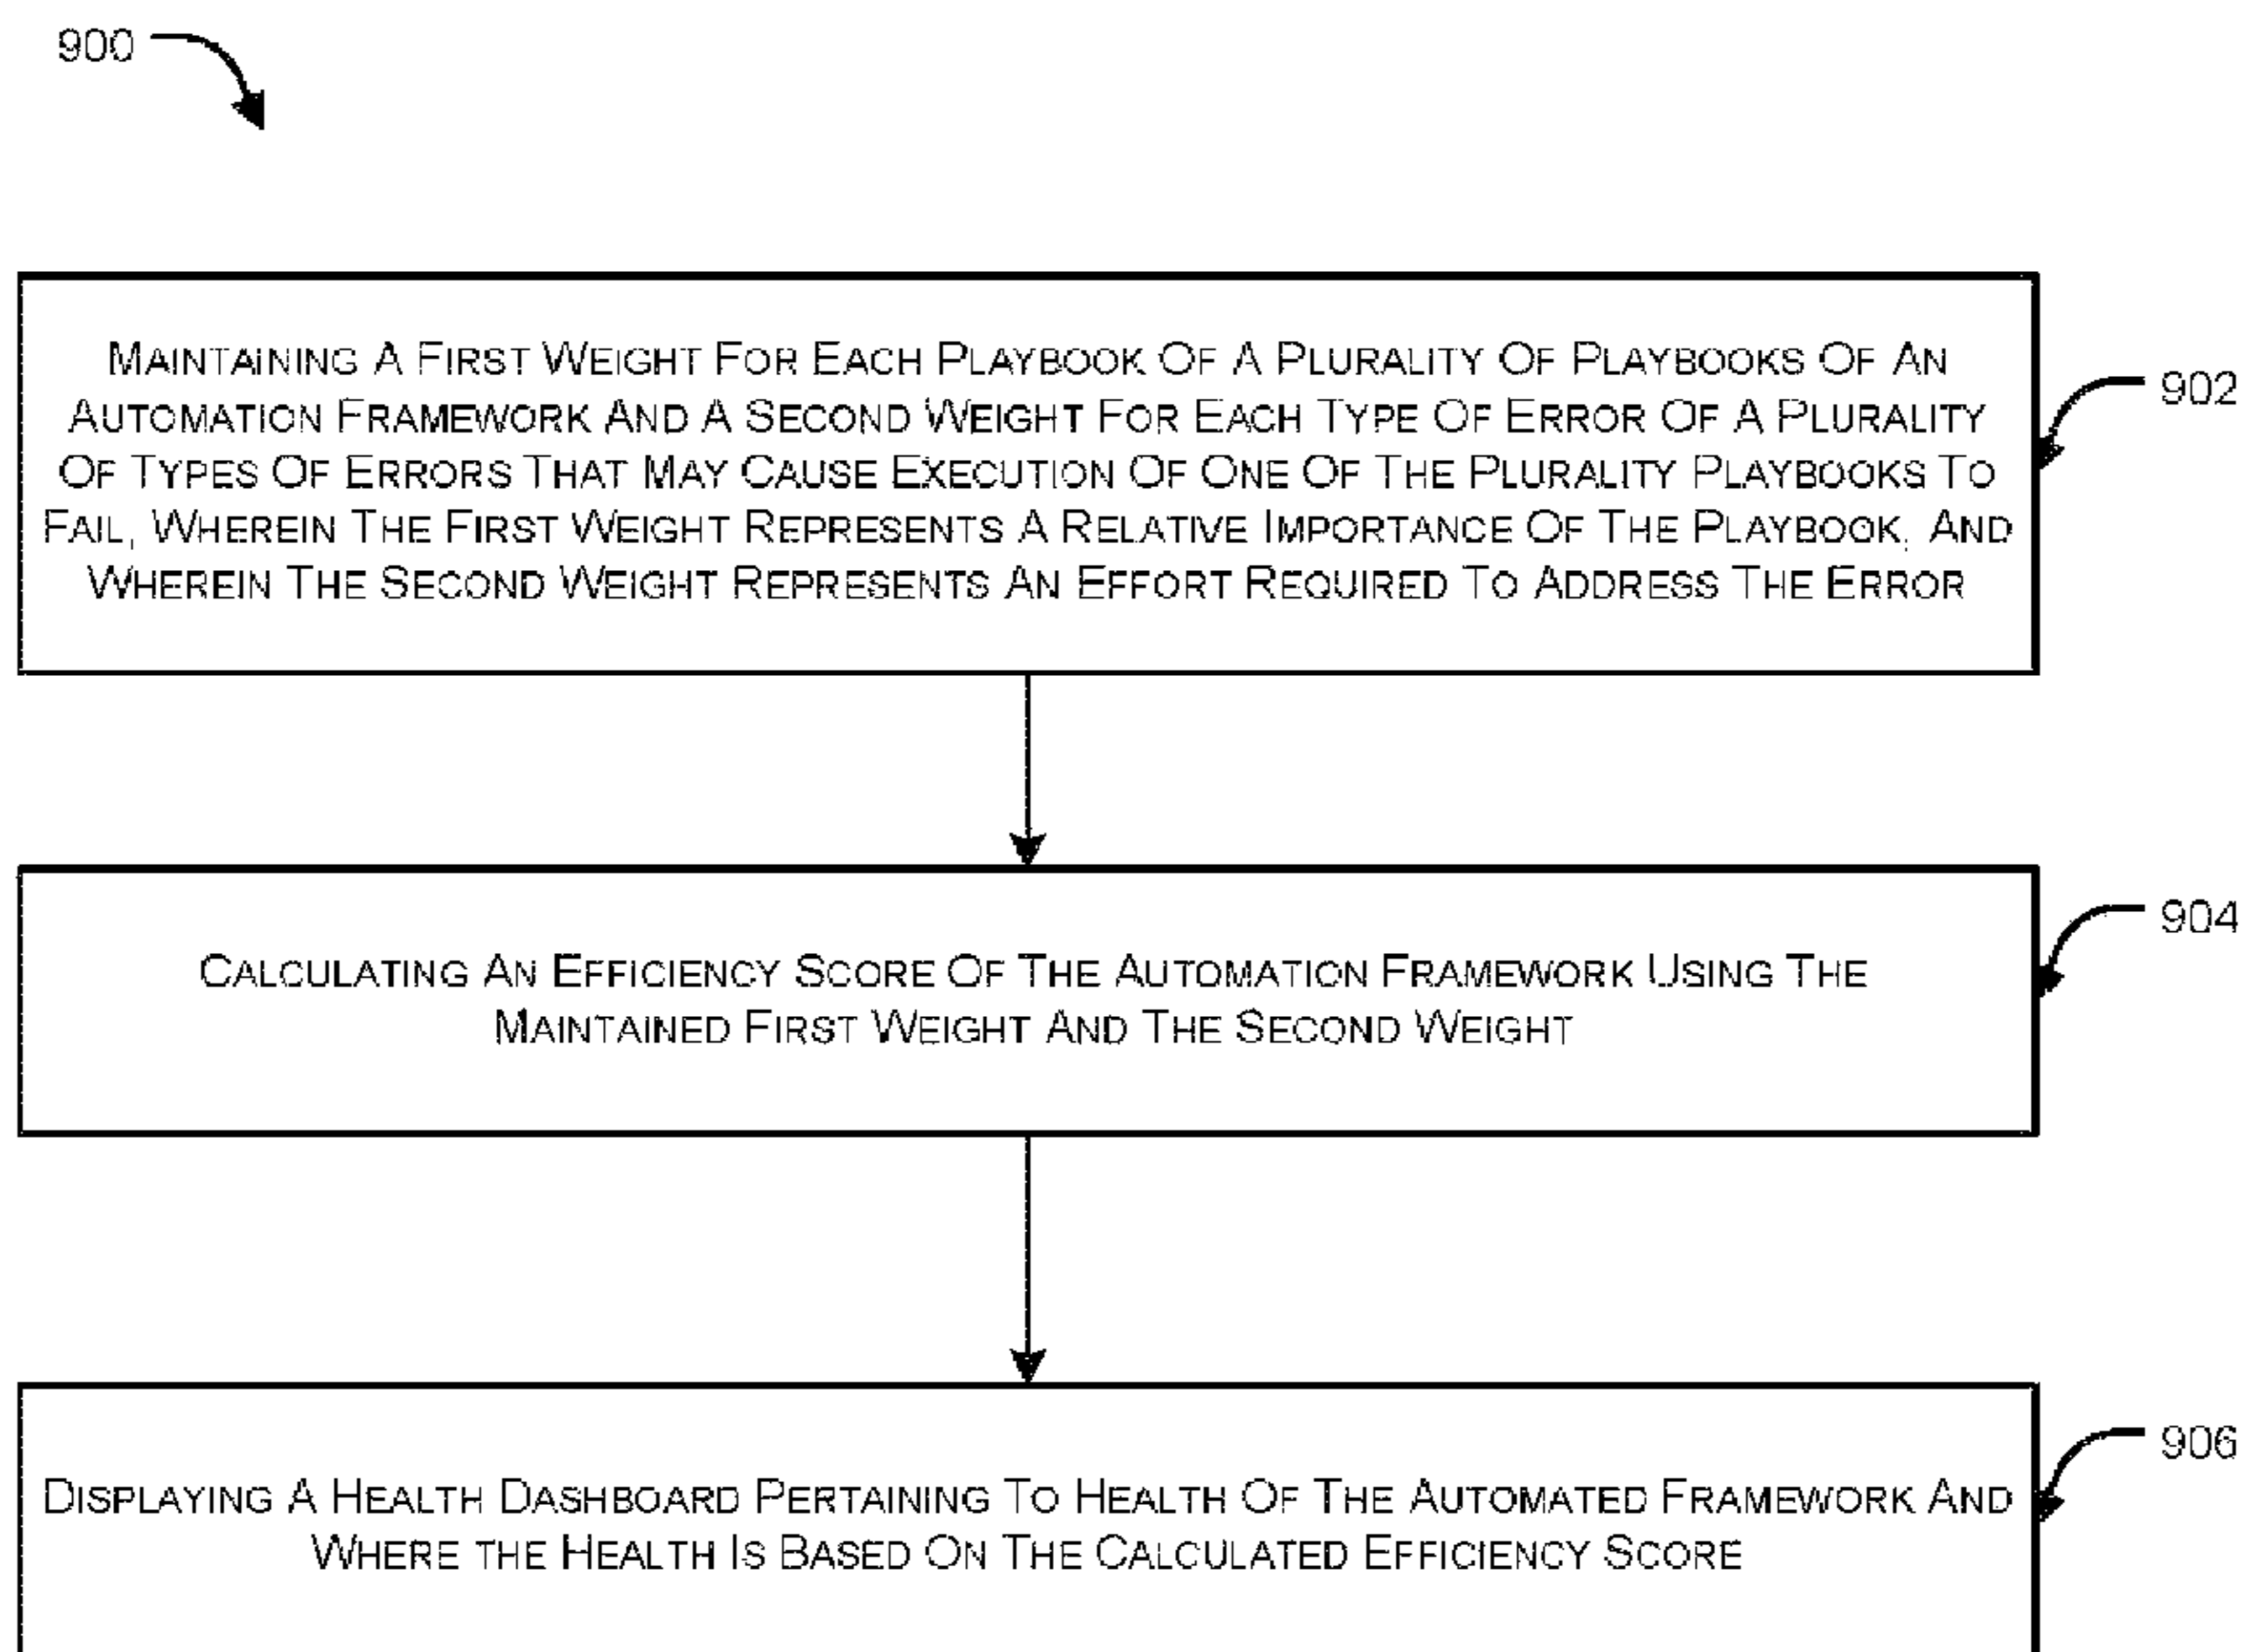 900
MAINTAINING A FIRST WEIGHT FOR EACH PLAYBOOK OF A PLURALITY OF PLAYBOOKS OF AN
AUTOMATION FRAMEWORK AND A SECOND WEIGHT FOR EACH TYPE OF ERROR OF A PLURALITY
OF TYPES OF ERRORS THAT MAY CAUSE EXECUTION OF ONE OF THE PLURALITY PLAYBOOKS TO
FAIL, WHEREIN THE FIRST WEIGHT REPRESENTS A RELATIVE IMPORTANCE OF THE PLAYBOOK, AND
WHEREIN THE SECOND WEIGHT REPRESENTS AN EFFORT REQUIRED TO ADDRESS THE ERROR
902
CALCULATING AN EFFICIENCY SCORE OF THE AUTOMATION FRAMEWORK USING THE
MAINTAINED FIRST WEIGHT AND THE SECOND WEIGHT
904
DISPLAYING A HEALTH DASHBOARD PERTAINING TO HEALTH OF THE AUTOMATED FRAMEWORK AND
WHERE THE HEALTH IS BASED ON THE CALCULATED EFFICIENCY SCORE
906